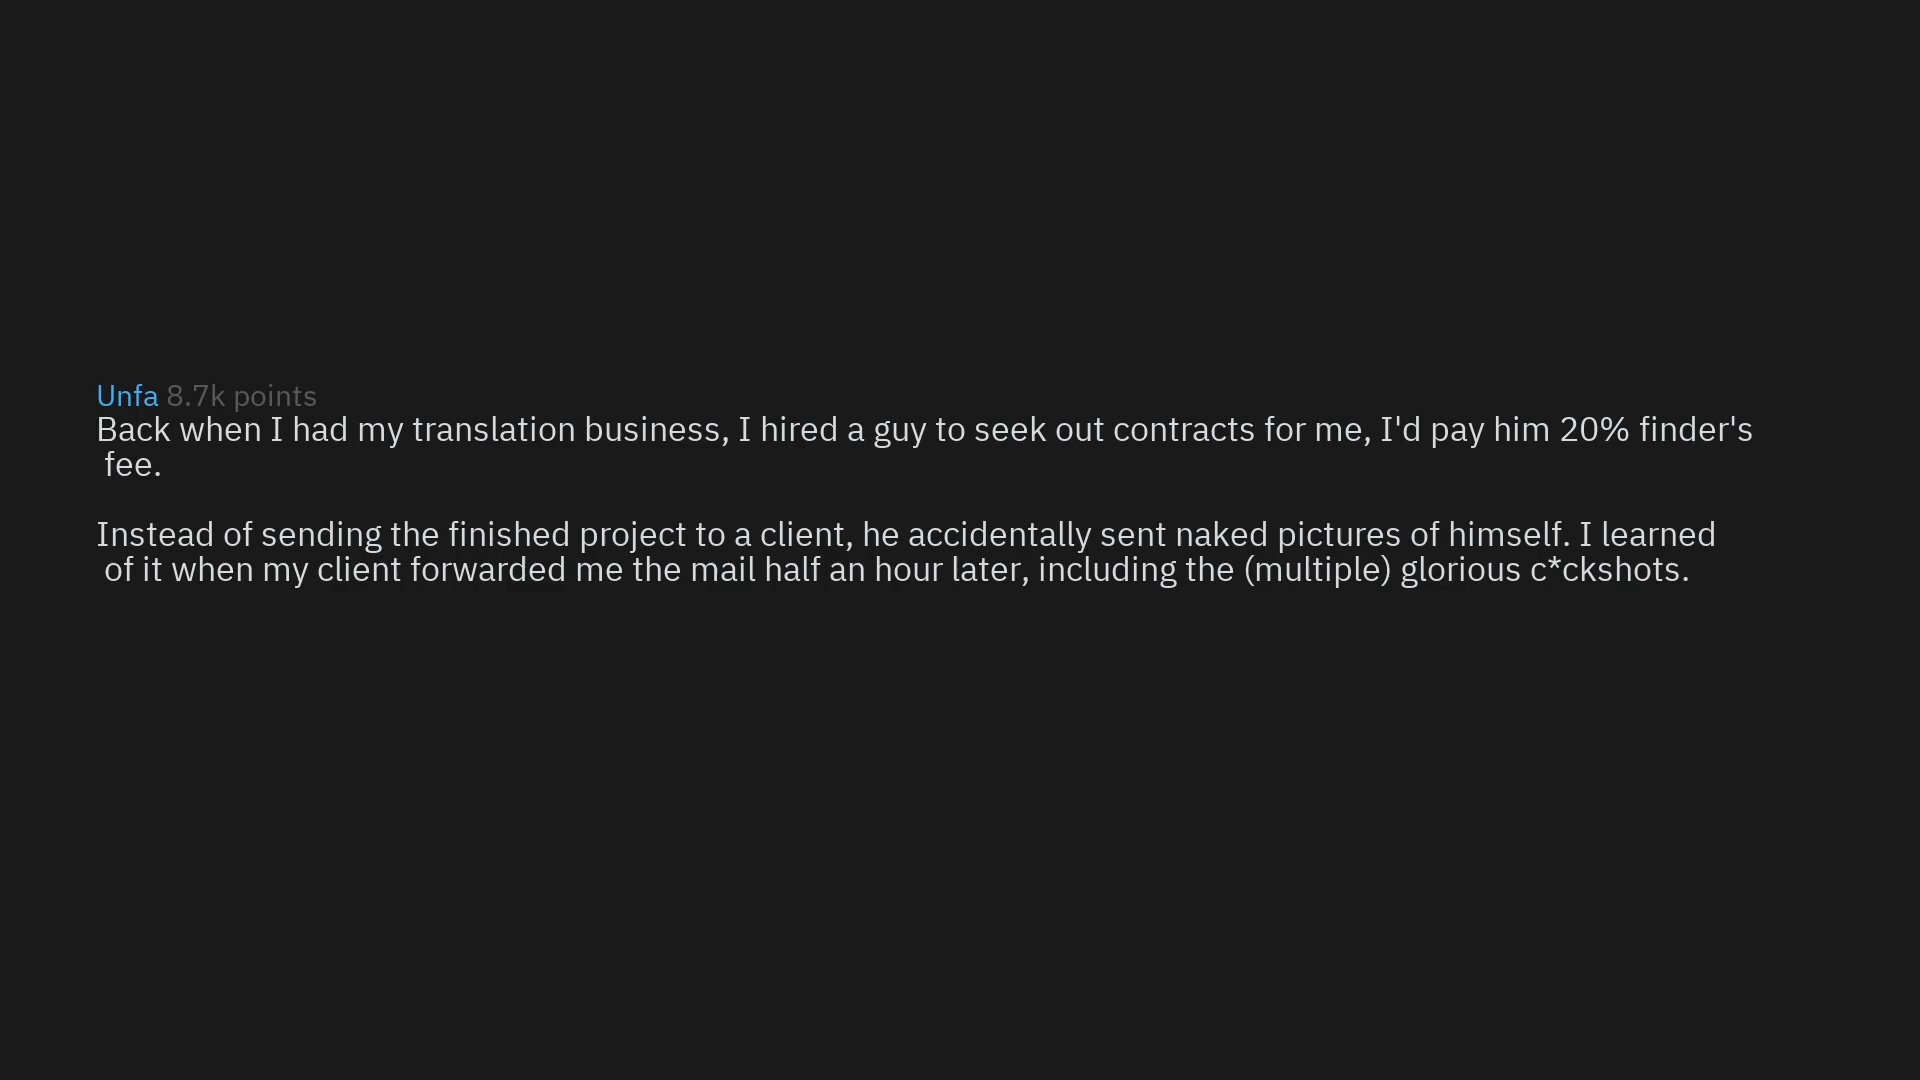 Unfa 8.7k points
Back when I had my translation business, I hired a guy to seek out contracts for me, I'd pay him 20% finder's
fee.
Instead of sending the finished project to a client, he accidentally sent naked pictures of himself. I learned
of it when my client forwarded me the mail half an hour later, including the (multiple) glorious c*ckshots.